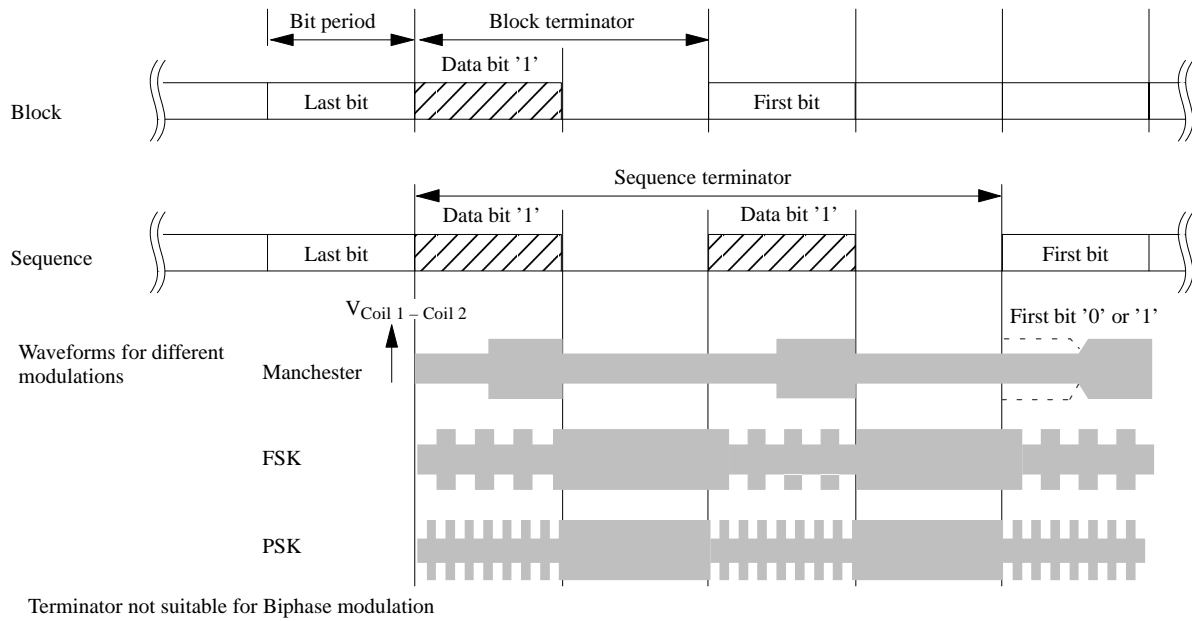 Bit period
Block terminator
Data bit '1'
Block
Last bit
First bit
Sequence terminator
Data bit '1'
Data bit '1'
Sequence
Last bit
First bit
VCoil 1 – Coil 2
First bit '0' or '1'
Waveforms for different
modulations
Manchester
FSK
PSK
Terminator not suitable for Biphase modulation